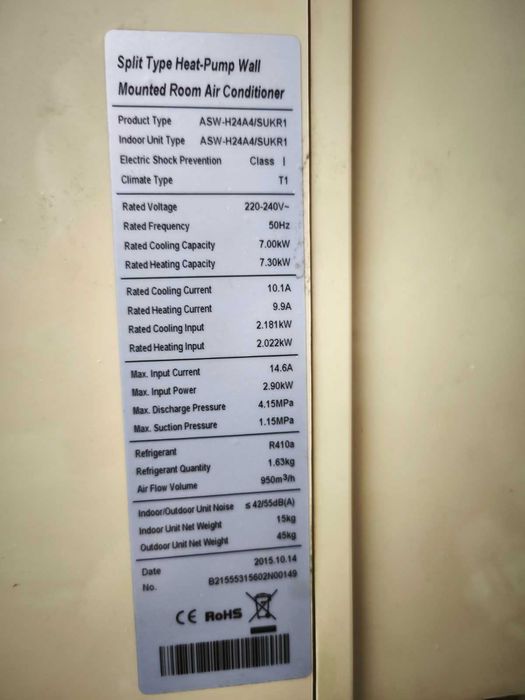 Split Type Heat-Pump Wall
Mounted Room Air Conditioner
Product Type ASW-H24A4/SUKR1
Indoor Unit Type ASW-H24A4/SUKR1
Electric Shock Prevention Class I
Climate Type T1
Rated Voltage 220-240V~
Rated Frequency 50Hz
Rated Cooling Capacity 7.00kW
Rated Heating Capacity 7.30kW
Rated Cooling Current 10.1A
Rated Heating Current 9.9A
Rated Cooling Input 2.181kW
Rated Heating Input 2.022kW
Max. Input Current 14.6A
Max. Input Power 2.90kW
Max. Discharge Pressure 4.15MPa
Max. Suction Pressure 1.15MPa
Refrigerant R410a
Refrigerant Quantity 1.63kg
Air Flow Volume 950m³/h
Indoor/Outdoor Unit Noise ≤42/55dB(A)
Indoor Unit Net Weight 15kg
Outdoor Unit Net Weight 45kg
Date 2015.10.14
No. B21555315602N00149
CE RoHS